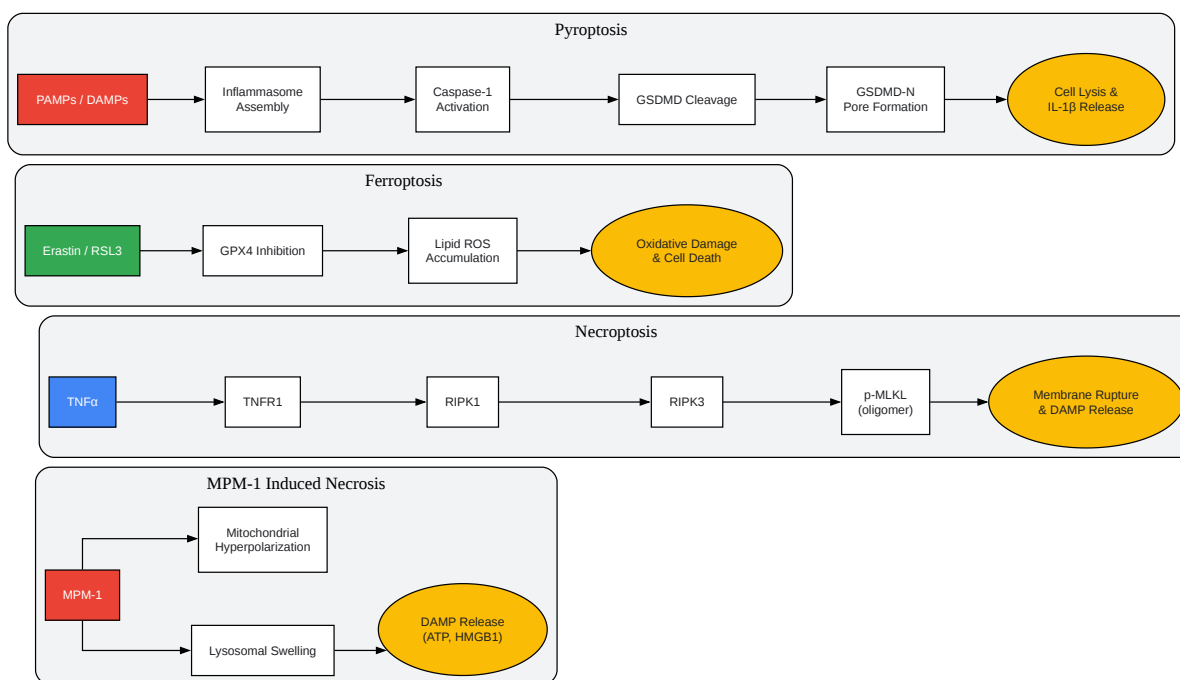 Pyroptosis
PAMPs / DAMPs
Inflammasome
Assembly
Caspase-1
Activation
GSDMD Cleavage
GSDMD-N
Pore Formation
Cell Lysis &
IL-1β Release
Ferroptosis
Erastin / RSL3
GPX4 Inhibition
Lipid ROS
Accumulation
Oxidative Damage
& Cell Death
Necroptosis
TNFα
TNFR1
RIPK1
RIPK3
p-MLKL
(oligomer)
Membrane Rupture
& DAMP Release
MPM-1 Induced Necrosis
Mitochondrial
Hyperpolarization
MPM-1
Lysosomal Swelling
DAMP Release
(ATP, HMGB1)